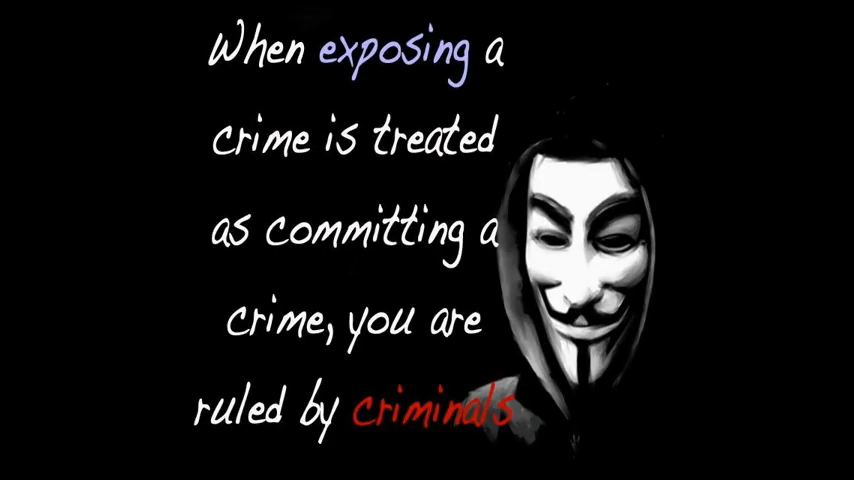 When exposing a
crime is treated
as committing a
crime, you are
ruled by criminals